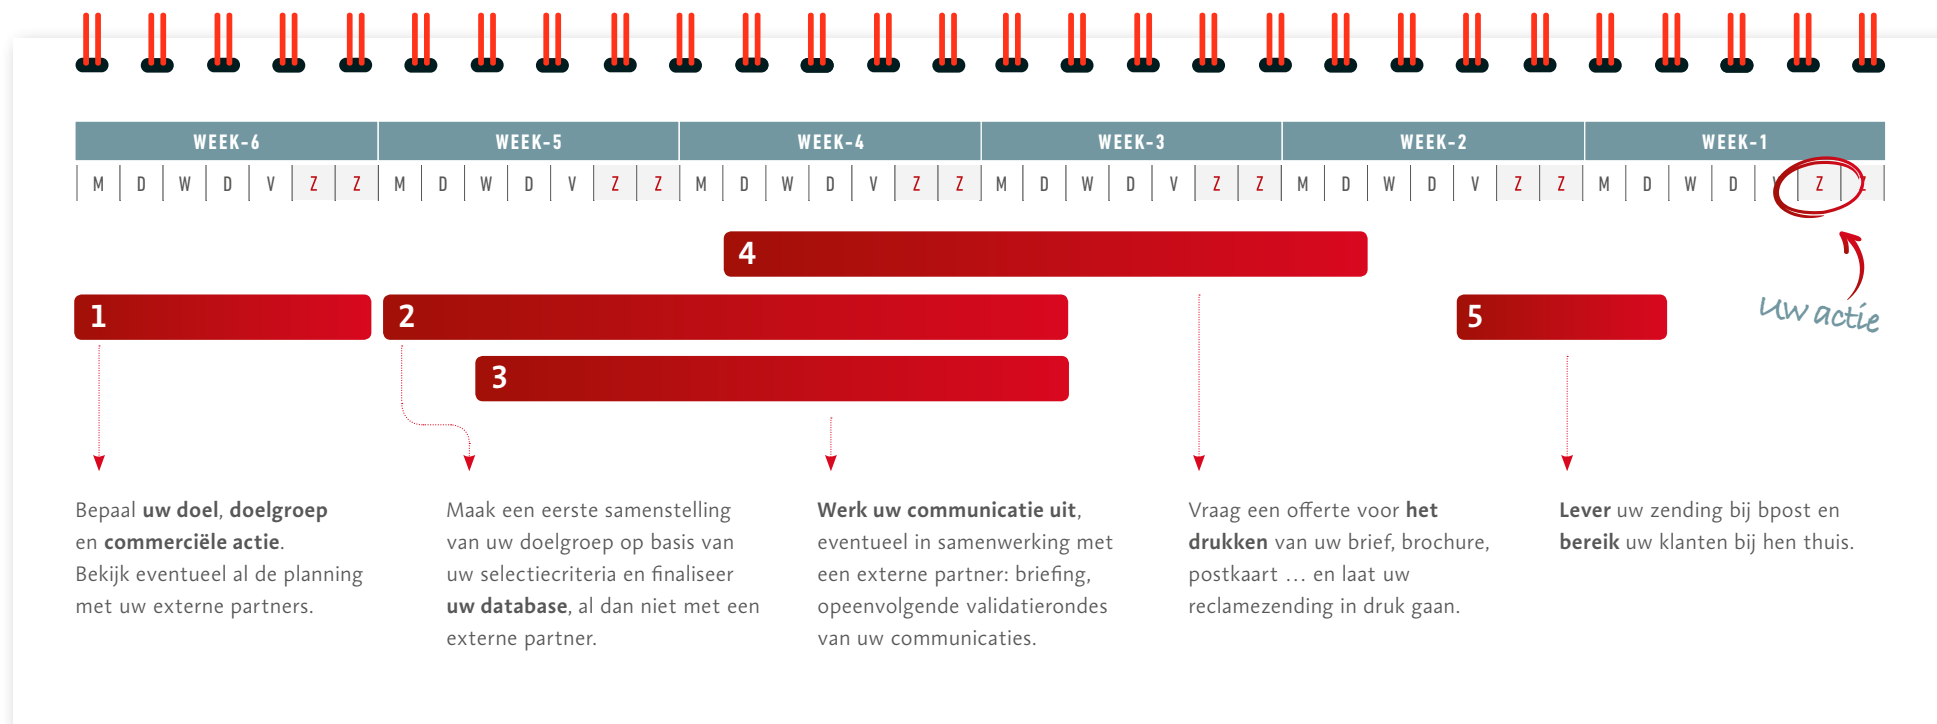 WEEK-6 WEEK-5 WEEK-4 WEEK-3 WEEK-2 WEEK-1
M D W D V Z Z M D W D V Z Z M D W D V Z Z M D W D V Z Z M D W D V Z Z M D W D V Z Z
4
1 2 5
uw actie
3
Bepaal uw doel, doelgroep
en commerciële actie.
Bekijk eventueel al de planning
met uw externe partners.
Maak een eerste samenstelling
van uw doelgroep op basis van
uw selectiecriteria en finaliseer
uw database, al dan niet met een
externe partner.
Werk uw communicatie uit,
eventueel in samenwerking met
een externe partner: briefing,
opeenvolgende validatierondes
van uw communicaties.
Vraag een offerte voor het
drukken van uw brief, brochure,
postkaart ... en laat uw
reclamezending in druk gaan.
Lever uw zending bij bpost en
bereik uw klanten bij hen thuis.